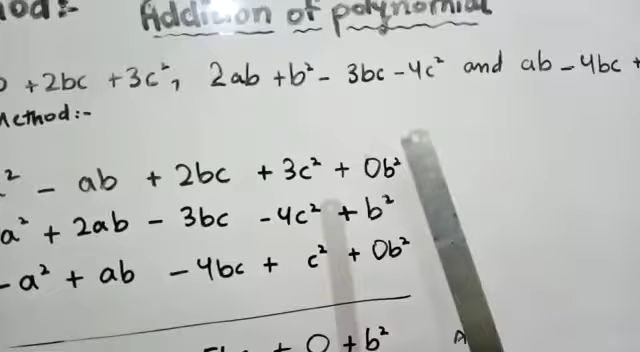 Addition of polynomial
+2bc +3c², 2ab +b² - 3bc -4c² and ab -4bc +
Method:-
² - ab + 2bc + 3c² + 0b²
a² + 2ab - 3bc -4c² + b²
-a² + ab - 4bc + c² + 0b²
+ 0 + b²